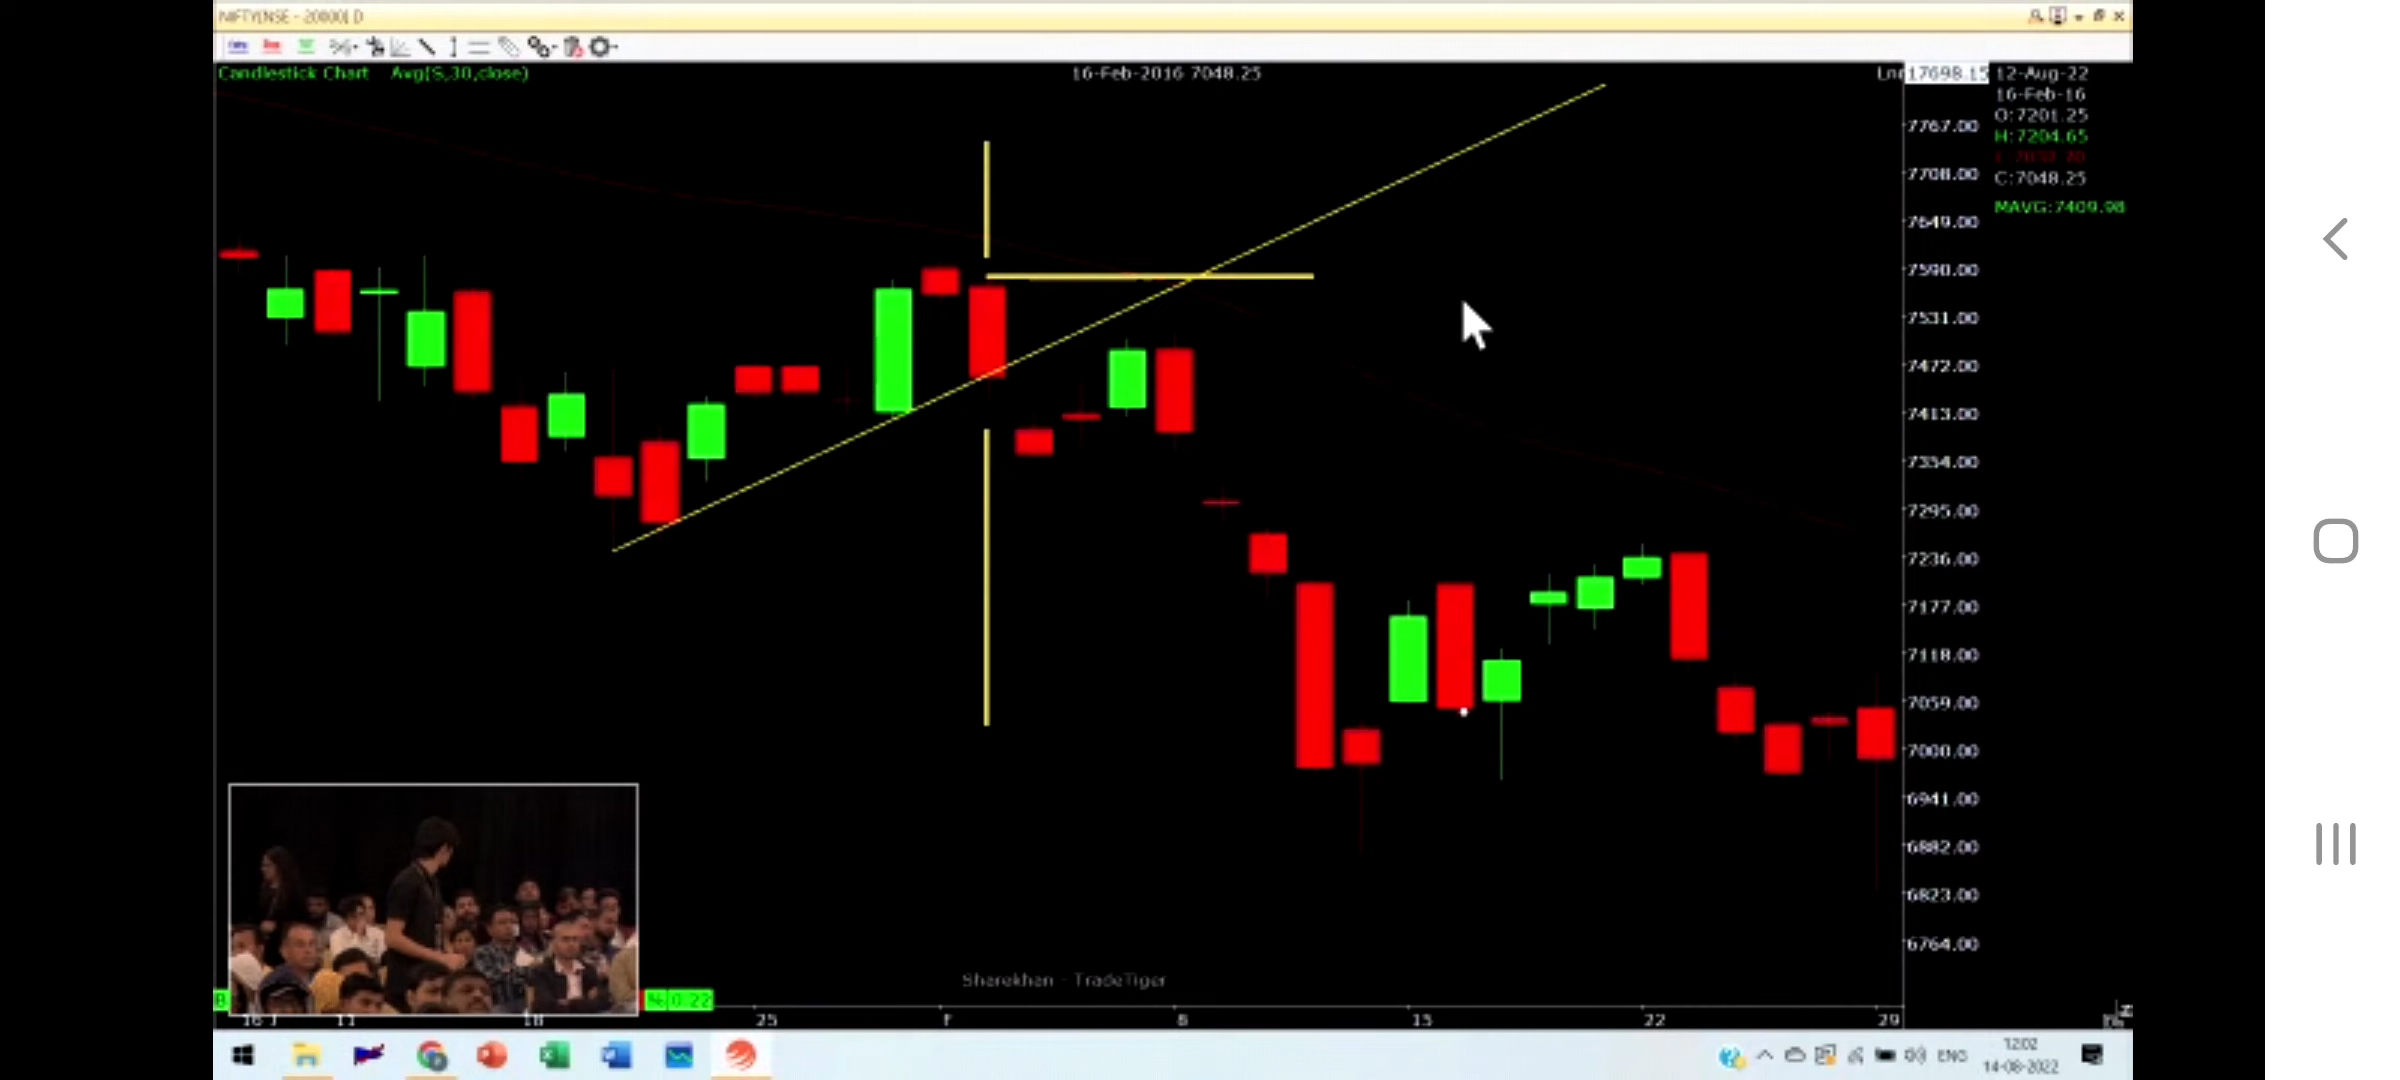 NIFTY(NSE - 20000) D
Candlestick Chart Avg(S,30,close)
16-Feb-2016 7048.25
17698.15
12-Aug-22
16-Feb-16
O:7201.25
H:7204.65
C:7048.25
MAVG:7409.98
7767.00
7708.00
7649.00
7590.00
7531.00
7472.00
7413.00
7354.00
7295.00
7236.00
7177.00
7118.00
7059.00
7000.00
6941.00
6882.00
6823.00
6764.00
Sharekhan - TradeTiger
% 0.22
11 18 25 F 8 15 22 29
ENG
12:02
14-08-2022